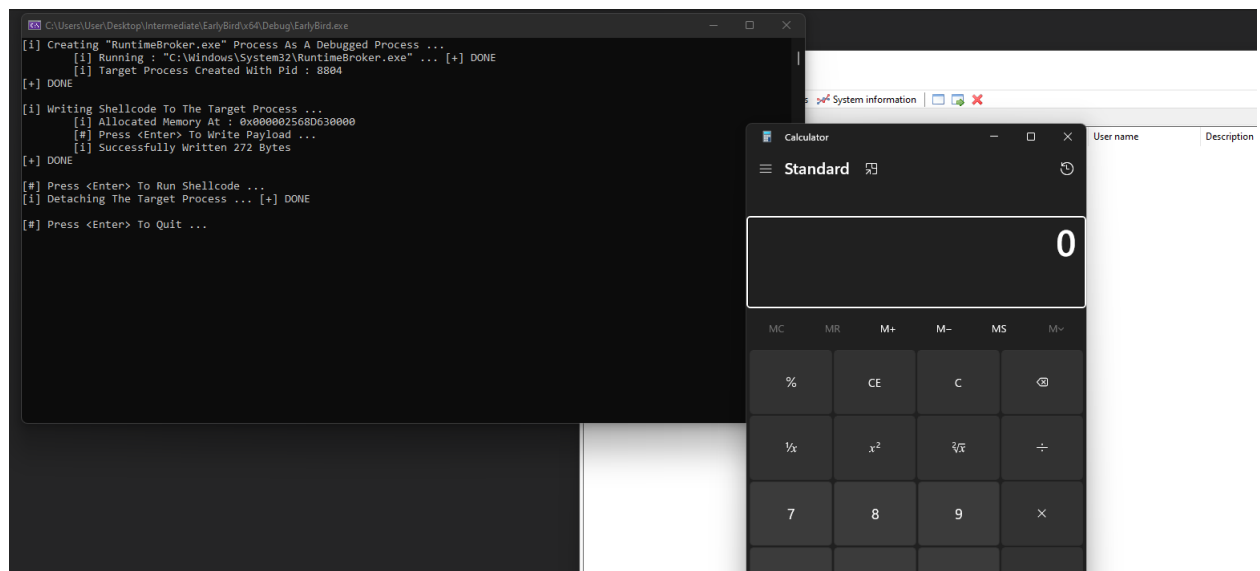 C:\Users\User\Desktop\Intermediate\EarlyBird\x64\Debug\EarlyBird.exe
[i] Creating "RuntimeBroker.exe" Process As A Debugged Process ...
[i] Running : "C:\Windows\System32\RuntimeBroker.exe" ... [+] DONE
[i] Target Process Created With Pid : 8804
[+] DONE
[i] Writing Shellcode To The Target Process ...
[i] Allocated Memory At : 0x000002568D630000
[#] Press <Enter> To Write Payload ...
[i] Successfully Written 272 Bytes
[+] DONE
[#] Press <Enter> To Run Shellcode ...
[i] Detaching The Target Process ... [+] DONE
[#] Press <Enter> To Quit ...
s System information
User name Description
Calculator
Standard
0
MC MR M+ M− MS M˅
% CE C
⅟x x² ²√x ÷
7 8 9 ×